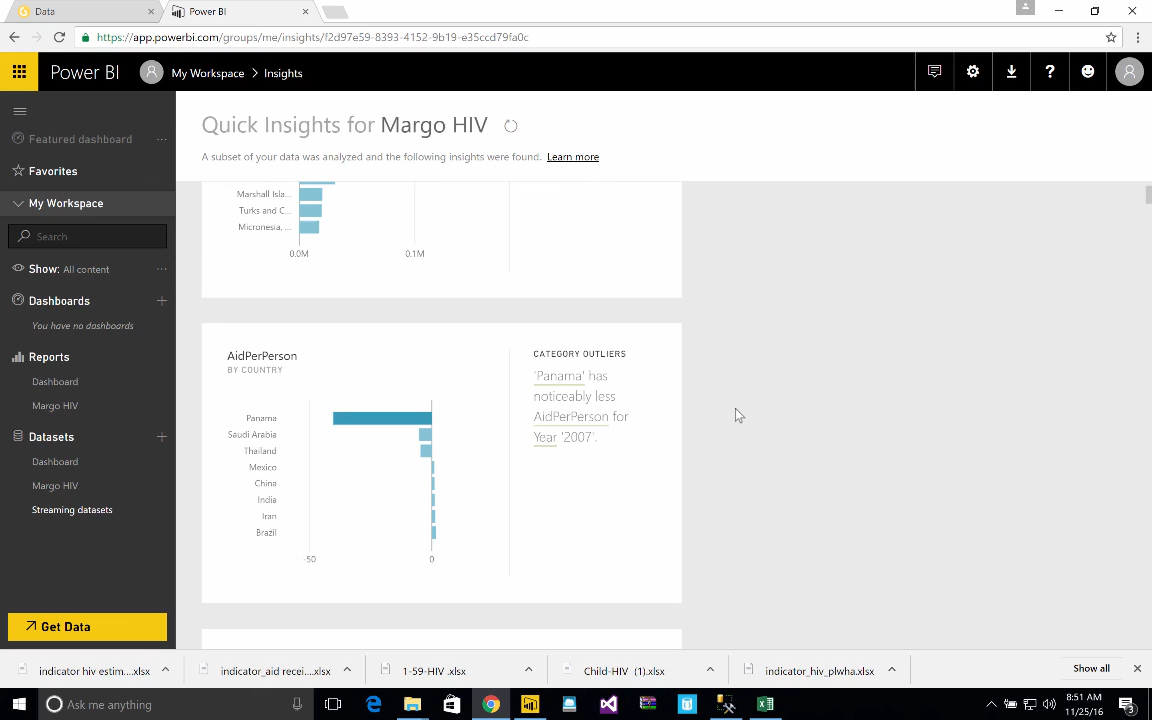 Data
Power BI
https://app.powerbi.com/groups/me/insights/f2d97e59-8393-4152-9b19-e35ccd79fa0c
Power BI
My Workspace > Insights
Featured dashboard ...
Favorites
My Workspace
Search
Show: All content ...
Dashboards
You have no dashboards
Reports
Dashboard
Margo HIV
Datasets
Dashboard
Margo HIV
Streaming datasets
Get Data
Quick Insights for Margo HIV
A subset of your data was analyzed and the following insights were found. Learn more
Marshall Isla...
Turks and C...
Micronesia, ...
0.0M 0.1M
AidPerPerson
BY COUNTRY
Panama
Saudi Arabia
Thailand
Mexico
China
India
Iran
Brazil
-50 0
CATEGORY OUTLIERS
'Panama' has
noticeably less
AidPerPerson for
Year '2007'.
indicator hiv estim....xlsx
indicator_aid recei....xlsx
1-59-HIV .xlsx
Child-HIV (1).xlsx
indicator_hiv_plwha.xlsx
Show all
Ask me anything
8:51 AM
11/25/16
3